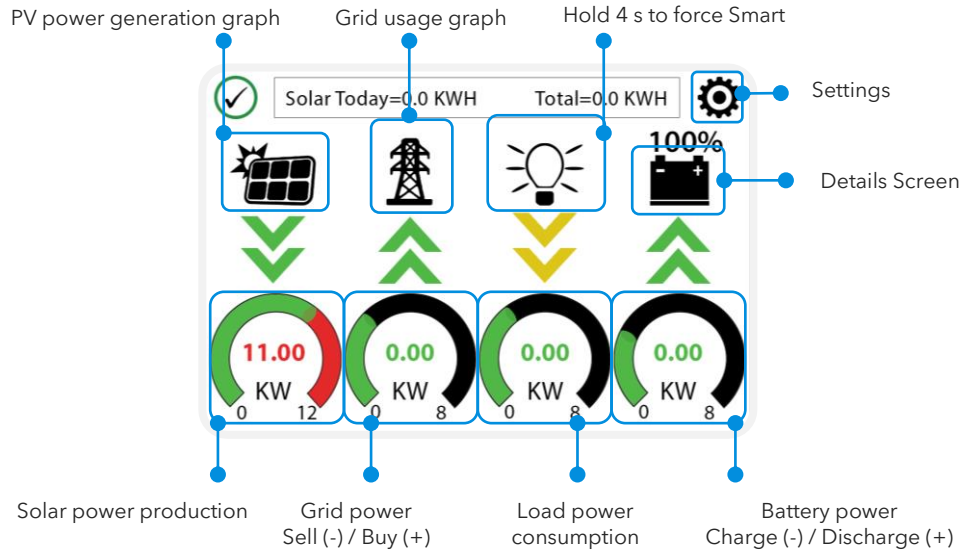 PV power generation graph
Grid usage graph
Hold 4 s to force Smart
Solar Today=0.0 KWH Total=0.0 KWH
Settings
100%
Details Screen
11.00
KW
0 12
0.00
KW
0 8
0.00
KW
0 8
0.00
KW
0 8
Solar power production
Grid power
Sell (-) / Buy (+)
Load power
consumption
Battery power
Charge (-) / Discharge (+)